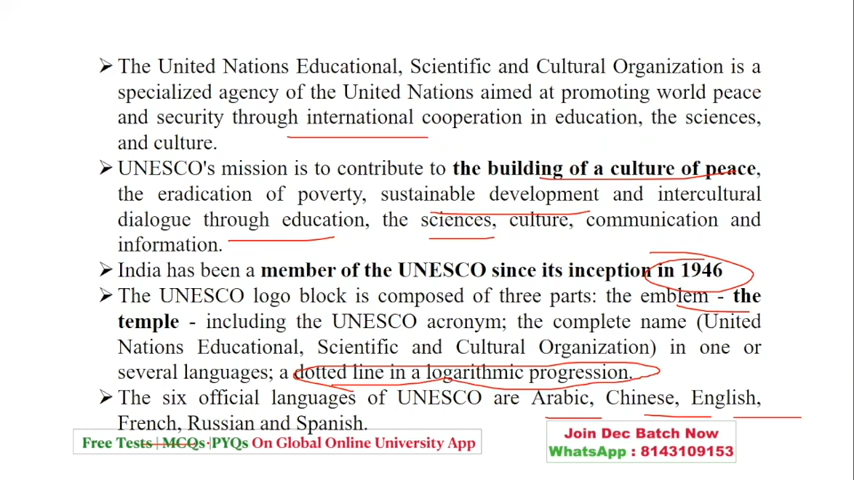 ➢ The United Nations Educational, Scientific and Cultural Organization is a
specialized agency of the United Nations aimed at promoting world peace
and security through international cooperation in education, the sciences,
and culture.
➢ UNESCO's mission is to contribute to the building of a culture of peace,
the eradication of poverty, sustainable development and intercultural
dialogue through education, the sciences, culture, communication and
information.
➢ India has been a member of the UNESCO since its inception in 1946
➢ The UNESCO logo block is composed of three parts: the emblem - the
temple - including the UNESCO acronym; the complete name (United
Nations Educational, Scientific and Cultural Organization) in one or
several languages; a dotted line in a logarithmic progression.
➢ The six official languages of UNESCO are Arabic, Chinese, English,
French, Russian and Spanish.
Free Tests | MCQs |PYQs On Global Online University App
Join Dec Batch Now
WhatsApp : 8143109153